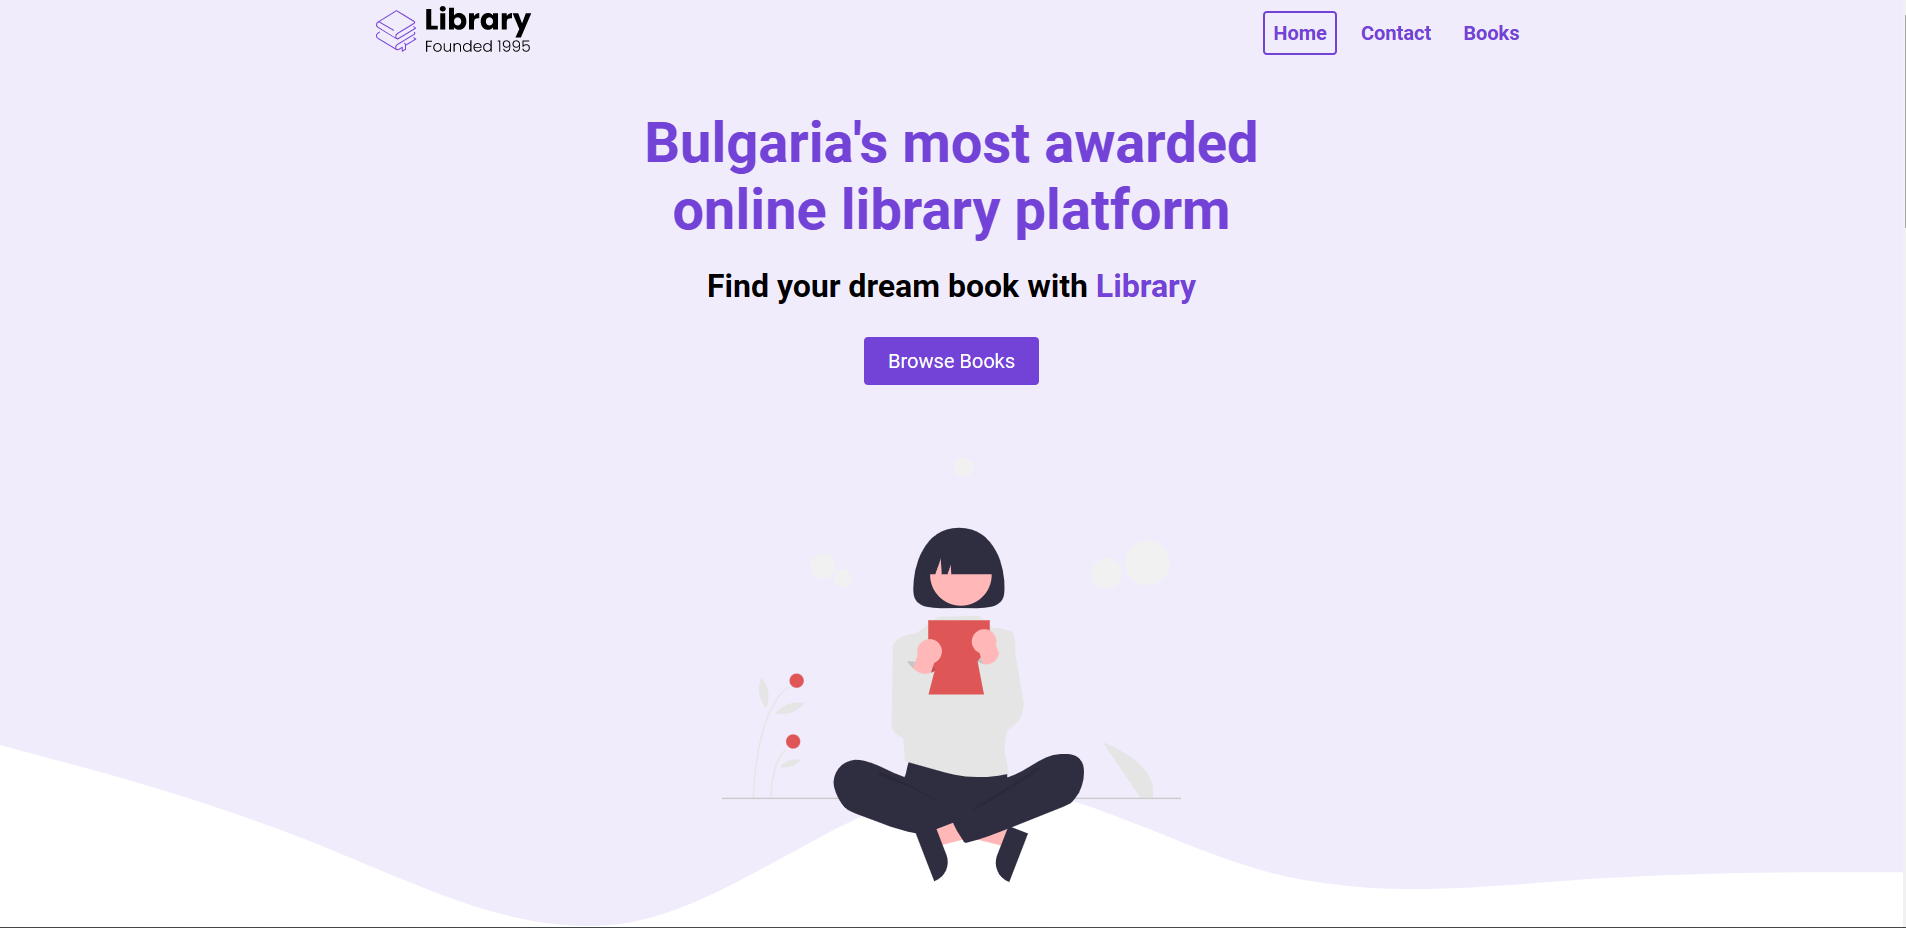 Library
Founded 1995
Home Contact Books
Bulgaria's most awarded
online library platform
Find your dream book with Library
Browse Books